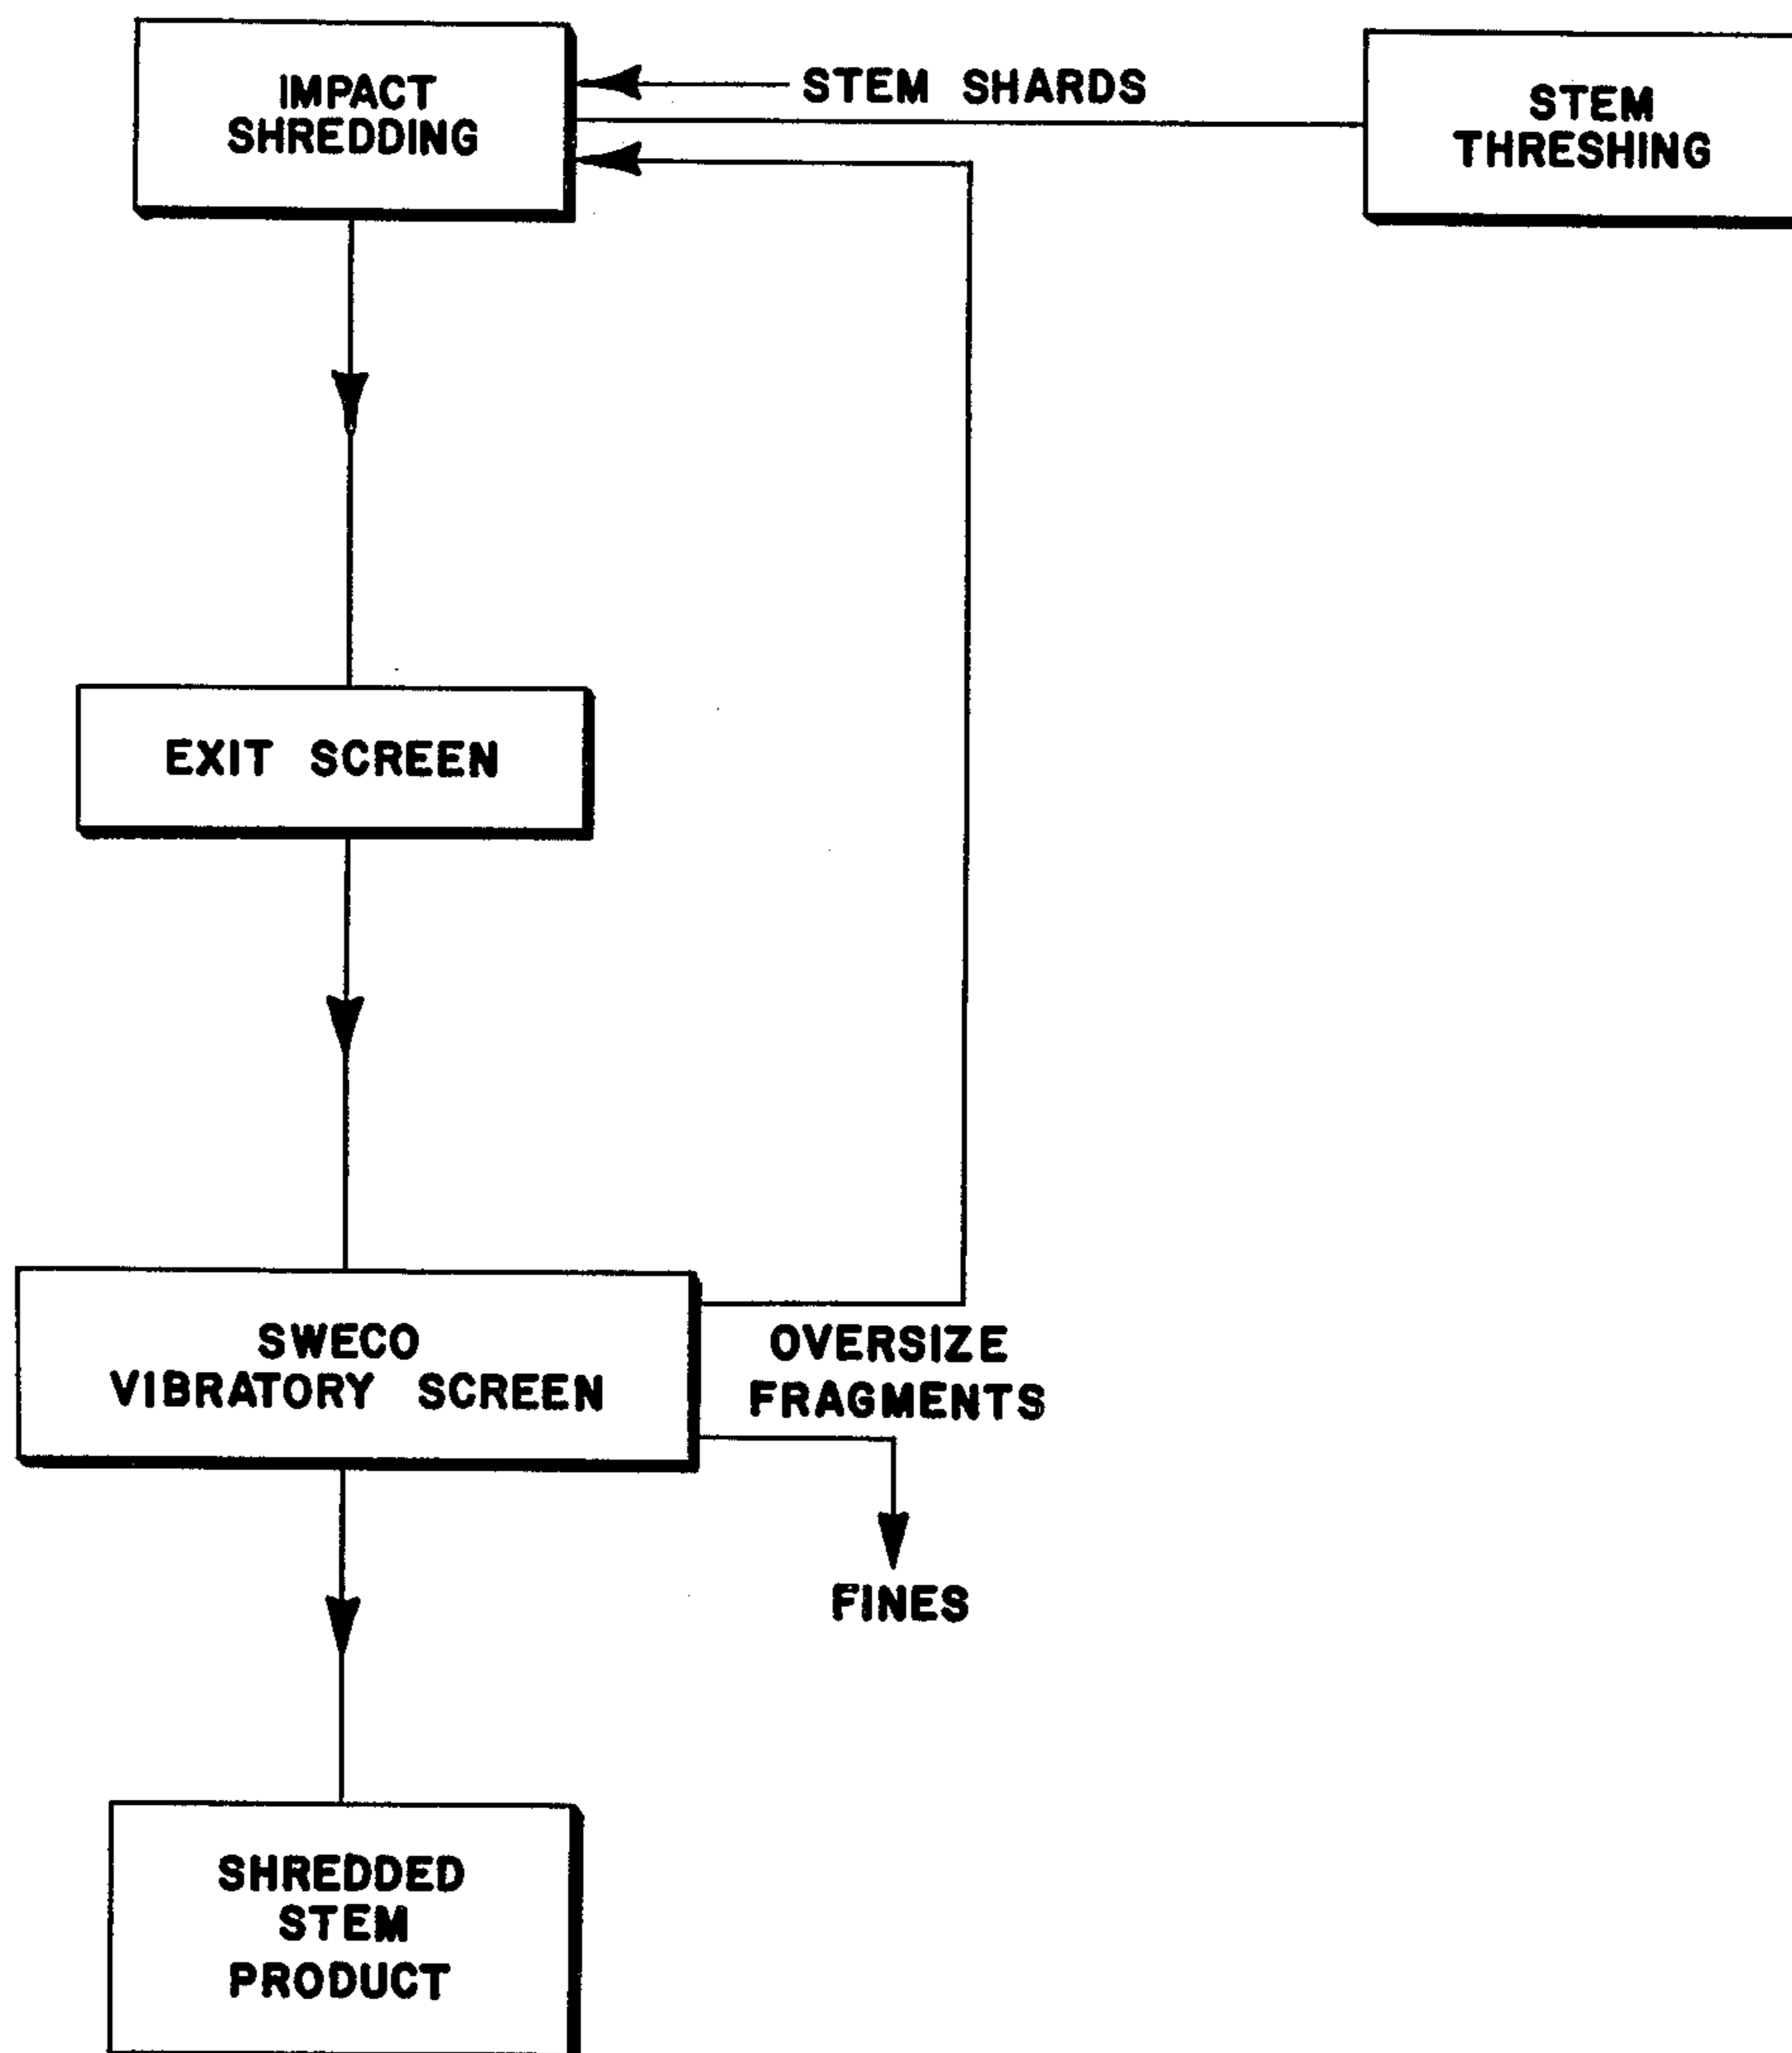 IMPACT
SHREDDING
STEM SHARDS
STEM
THRESHING
EXIT SCREEN
SWECO
VIBRATORY SCREEN
OVERSIZE
FRAGMENTS
FINES
SHREDDED
STEM
PRODUCT